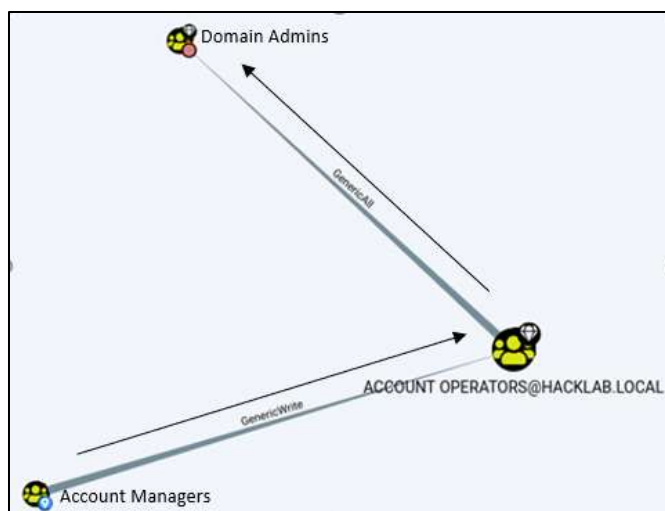 Domain Admins
GenericAll
ACCOUNT OPERATORS@HACKLAB.LOCAL
GenericWrite
Account Managers